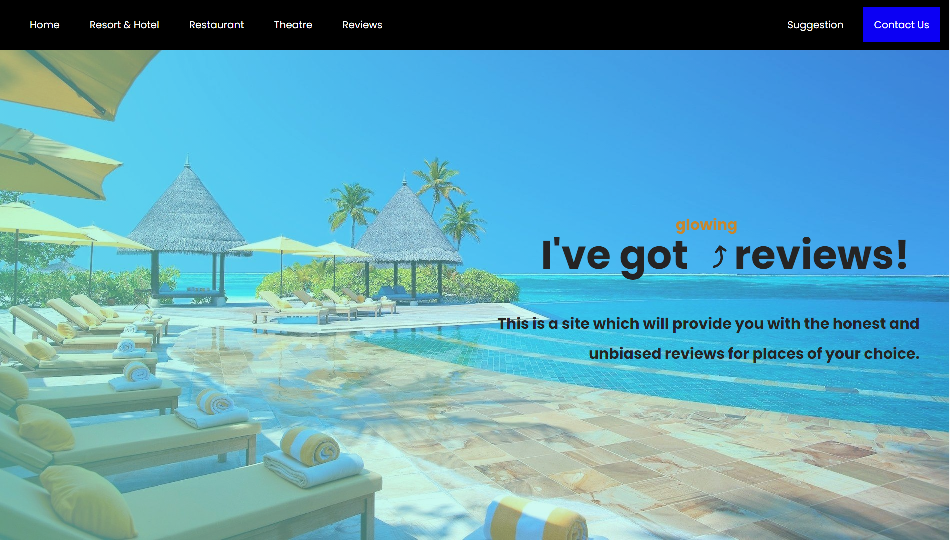 Home Resort & Hotel Restaurant Theatre Reviews Suggestion Contact Us
glowing
I've got ⤴ reviews!
This is a site which will provide you with the honest and
unbiased reviews for places of your choice.